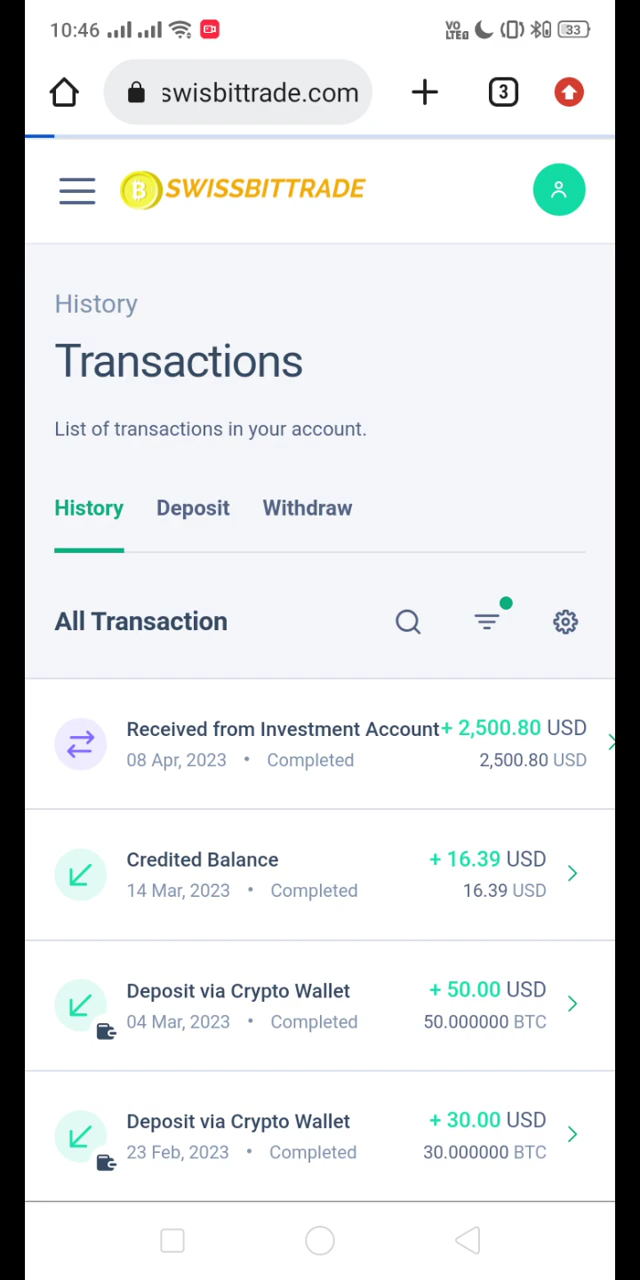 10:46 VO LTE 33
swisbittrade.com 3
SWISSBITTRADE
History
Transactions
List of transactions in your account.
History Deposit Withdraw
All Transaction
Received from Investment Account + 2,500.80 USD
08 Apr, 2023 • Completed 2,500.80 USD
Credited Balance + 16.39 USD
14 Mar, 2023 • Completed 16.39 USD
Deposit via Crypto Wallet + 50.00 USD
04 Mar, 2023 • Completed 50.000000 BTC
Deposit via Crypto Wallet + 30.00 USD
23 Feb, 2023 • Completed 30.000000 BTC